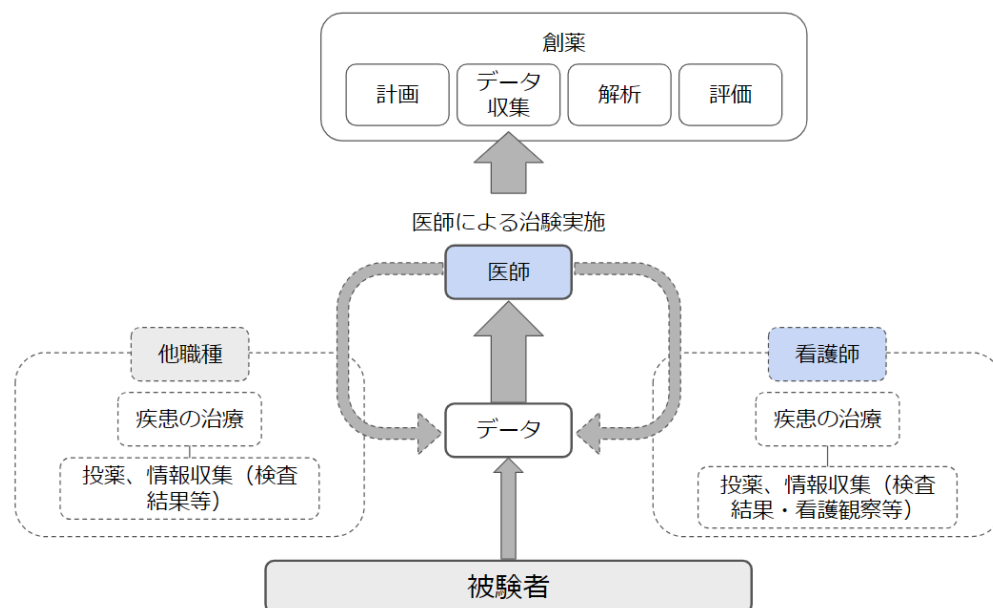 創薬
計画
データ
収集
解析
評価
医師による治験実施
医師
他職種
看護師
疾患の治療
データ
疾患の治療
投薬、情報収集（検査
結果等）
投薬、情報収集（検査
結果・看護観察等）
被験者